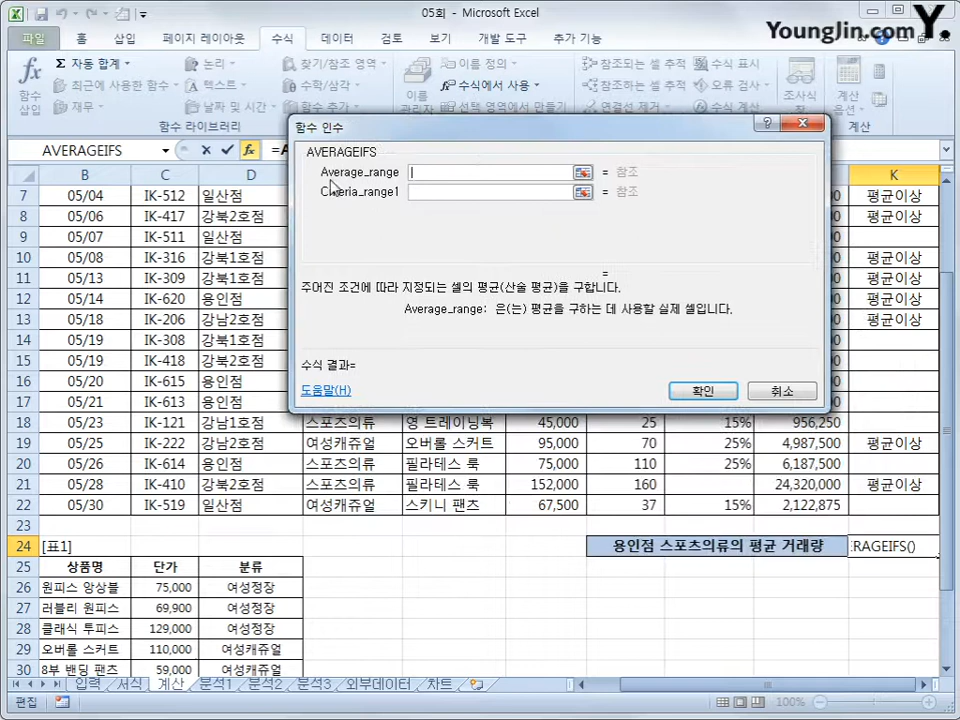 05회 - Microsoft Excel
Younglin.com Y.
파일 홈 삽입 페이지 레이아웃 수식 데이터 검토 보기 개발 도구 추가 기능
fx 함수 삽입
Σ 자동 합계
최근에 사용한 함수
재무
논리
텍스트
날짜 및 시간
찾기/참조 영역
수학/삼각
함수 추가
함수 라이브러리
이름 관리자
이름 정의
수식에서 사용
선택 영역에서 만들기
참조되는 셀 추적
참조하는 셀 추적
연결선 제거
수식 표시
오류 검사
수식 계산
조사식 창
계산 옵션
계산
AVERAGEIFS
함수 인수
AVERAGEIFS
Average_range = 참조
Criteria_range1 = 참조
=
주어진 조건에 따라 지정되는 셀의 평균(산술 평균)을 구합니다.
Average_range: 은(는) 평균을 구하는 데 사용할 실제 셀입니다.
수식 결과=
도움말(H)
확인 취소
B C D K
7 05/04 IK-512 일산점 평균이상
8 05/06 IK-417 강북2호점 평균이상
9 05/07 IK-511 일산점
10 05/08 IK-316 강북1호점 평균이상
11 05/13 IK-309 강북1호점 평균이상
12 05/14 IK-620 용인점 평균이상
13 05/18 IK-206 강남2호점 평균이상
14 05/19 IK-308 강북1호점
15 05/19 IK-418 강북2호점
16 05/20 IK-615 용인점
17 05/21 IK-613 용인점
18 05/23 IK-121 강남1호점 스포츠의류 영 트레이닝복 45,000 25 15% 956,250
19 05/25 IK-222 강남2호점 여성캐쥬얼 오버롤 스커트 95,000 70 25% 4,987,500 평균이상
20 05/26 IK-614 용인점 스포츠의류 필라테스 룩 75,000 110 25% 6,187,500
21 05/28 IK-410 강북2호점 스포츠의류 필라테스 룩 152,000 160 24,320,000 평균이상
22 05/30 IK-519 일산점 여성캐쥬얼 스키니 팬츠 67,500 37 15% 2,122,875
23
24 [표1] 용인점 스포츠의류의 평균 거래량 RAGEIFS()
25 상품명 단가 분류
26 원피스 앙상블 75,000 여성정장
27 러블리 원피스 69,900 여성정장
28 클래식 투피스 129,000 여성정장
29 오버롤 스커트 110,000 여성캐쥬얼
30 8부 밴딩 팬츠 59,000 여성캐쥬얼
입력 서식 계산 분석1 분석2 분석3 외부데이터 차트
편집 100%